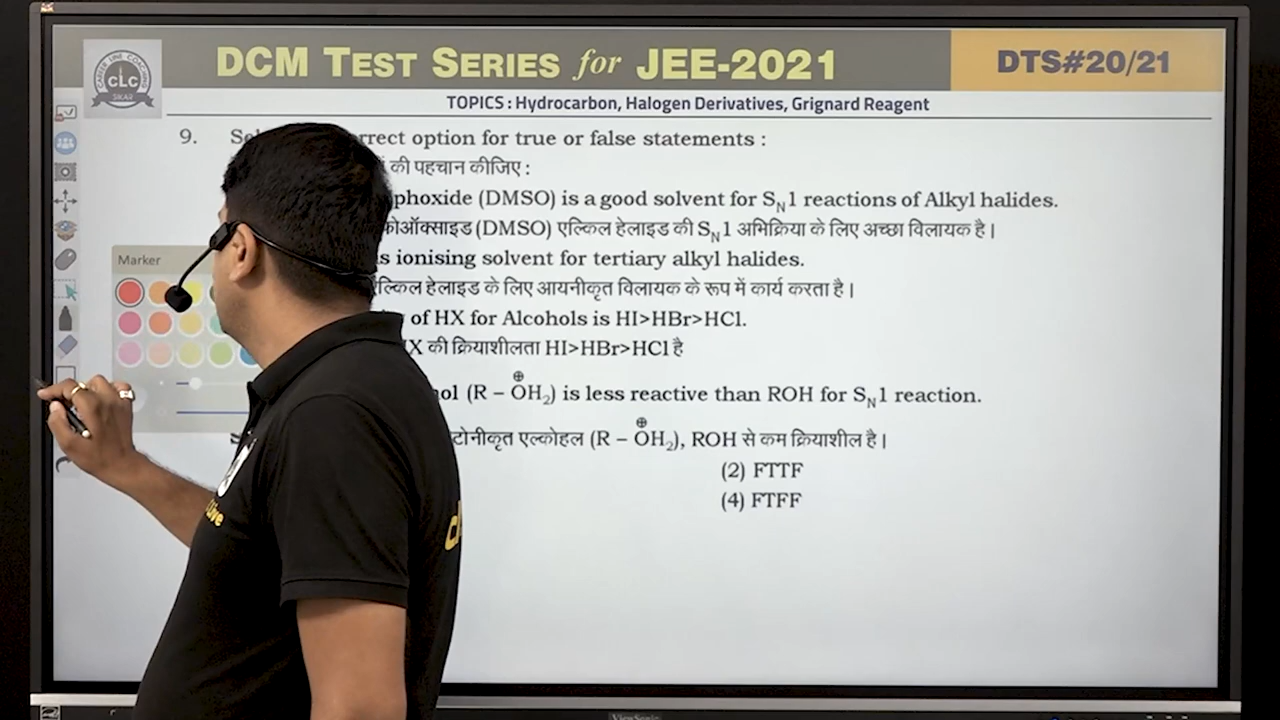 DCM TEST SERIES for JEE-2021
DTS#20/21
CLC
SIKAR
TOPICS : Hydrocarbon, Halogen Derivatives, Grignard Reagent
9. rrect option for true or false statements :
की पहचान कीजिए :
phoxide (DMSO) is a good solvent for SN1 reactions of Alkyl halides.
फोऑक्साइड (DMSO) एल्किल हेलाइड की SN1 अभिक्रिया के लिए अच्छा विलायक है।
s ionising solvent for tertiary alkyl halides.
ल्किल हेलाइड के लिए आयनीकृत विलायक के रूप में कार्य करता है।
Marker
of HX for Alcohols is HI>HBr>HCl.
X की क्रियाशीलता HI>HBr>HCl है
ol (R – O⊕H2) is less reactive than ROH for SN1 reaction.
टोनीकृत एल्कोहल (R – O⊕H2), ROH से कम क्रियाशील है।
(2) FTTF
(4) FTFF
ViewSonic